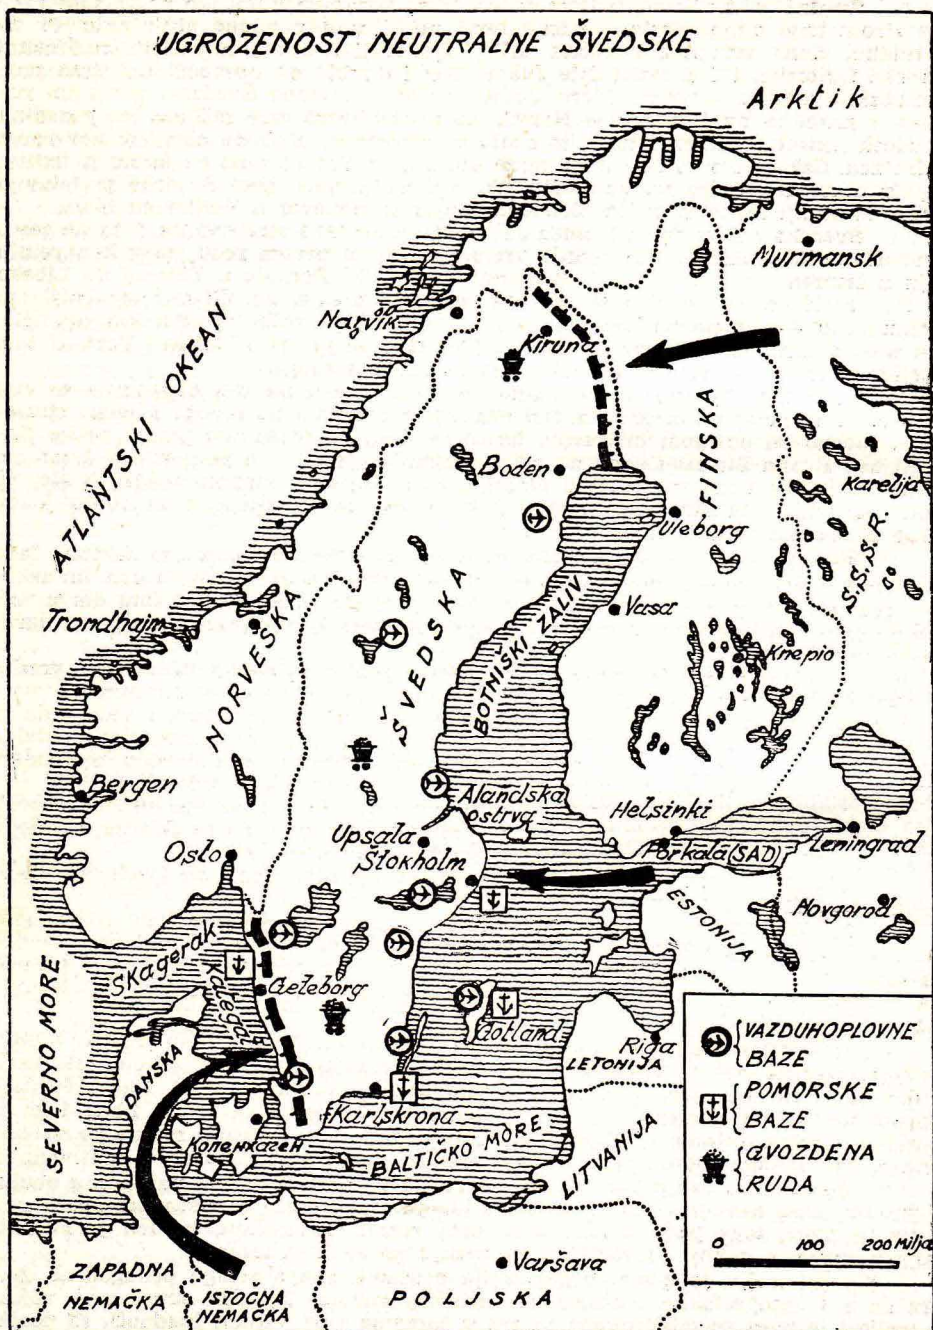 UGROŽENOST NEUTRALNE ŠVEDSKE
Arktik
Murmansk
Narvik
Kiruna
ATLANTSKI OKEAN
FINSKA
Boden
Karelija
Uleborg
S.S.S.R.
Vasa
BOTNIŠKI ZALIV
Trondhajm
NORVEŠKA
ŠVEDSKA
Knepio
Bergen
Alandska
ostrva
Helsinki
Upsala
Porkala (SAD)
Leningrad
Oslo
Štokholm
ESTONIJA
Novgorod
Skagerak
Kategat
Geteborg
Gotland
Riga
LETONIJA
SEVERNO MORE
DANSKA
Karlskrona
Копенхаген
BALTIČKO MORE
LITVANIJA
VAZDUHOPLOVNE
BAZE
POMORSKE
BAZE
GVOZDENA
RUDA
0 100 200 Milja
ZAPADNA
NEMAČKA
ISTOČNA
NEMAČKA
POLJSKA
Varšava